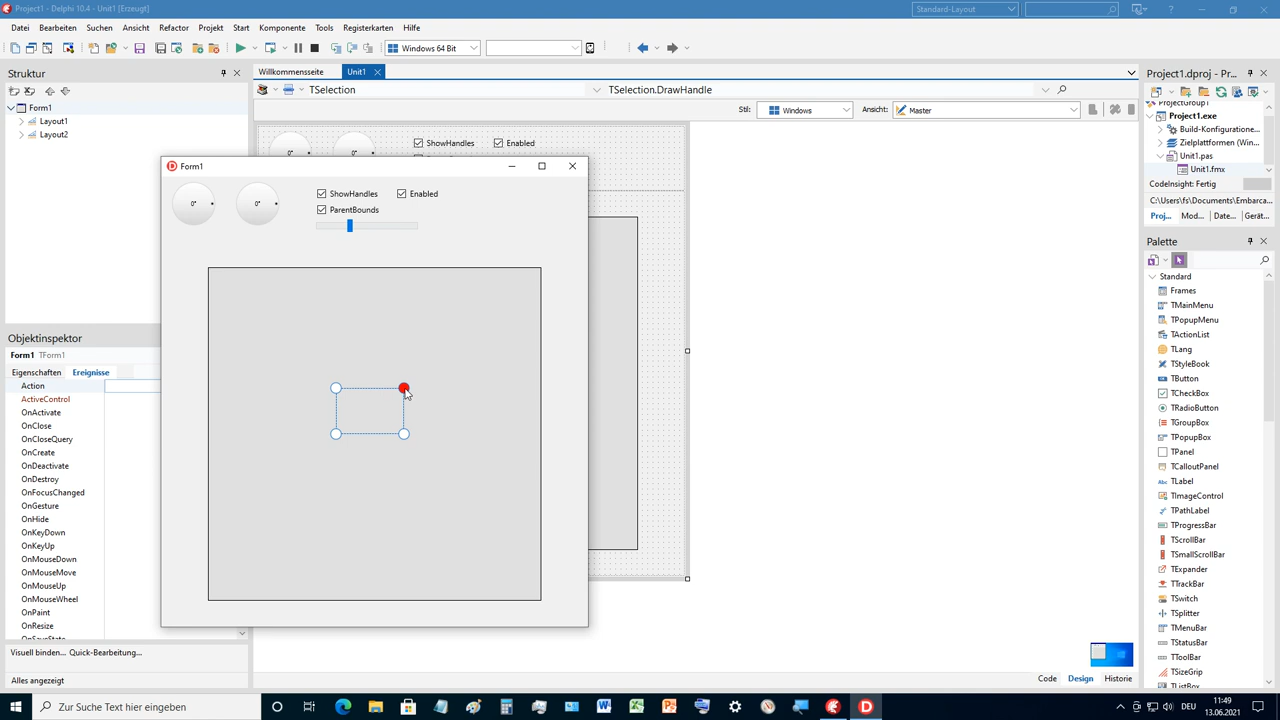 Project1 - Delphi 10.4 - Unit1 [Erzeugt]
Standard-Layout
Datei Bearbeiten Suchen Ansicht Refactor Projekt Start Komponente Tools Registerkarten Hilfe
Windows 64 Bit
Struktur
Form1
Layout1
Layout2
Willkommensseite
Unit1
TSelection
TSelection.DrawHandle
Stil:
Windows
Ansicht:
Master
0°
0°
ShowHandles
Enabled
Form1
0°
0°
ShowHandles
Enabled
ParentBounds
Objektinspektor
Form1 TForm1
Eigenschaften Ereignisse
Action
ActiveControl
OnActivate
OnClose
OnCloseQuery
OnCreate
OnDeactivate
OnDestroy
OnFocusChanged
OnGesture
OnHide
OnKeyDown
OnKeyUp
OnMouseDown
OnMouseMove
OnMouseUp
OnMouseWheel
OnPaint
OnResize
OnSaveState
Visuell binden... Quick-Bearbeitung...
Alles angezeigt
Code Design Historie
Project1.dproj - Pr...
ProjectGroup1
Project1.exe
Build-Konfiguratione...
Zielplattformen (Win...
Unit1.pas
Unit1.fmx
CodeInsight: Fertig
C:\Users\fs\Documents\Embarca...
Proj... Mod... Date... Gerät...
Palette
Standard
Frames
TMainMenu
TPopupMenu
TActionList
TLang
TStyleBook
TButton
TCheckBox
TRadioButton
TGroupBox
TPopupBox
TPanel
TCalloutPanel
TLabel
TImageControl
TPathLabel
TProgressBar
TScrollBar
TSmallScrollBar
TExpander
TTrackBar
TSwitch
TSplitter
TMenuBar
TStatusBar
TToolBar
TSizeGrip
TListBox
Zur Suche Text hier eingeben
DEU
11:49
13.06.2021